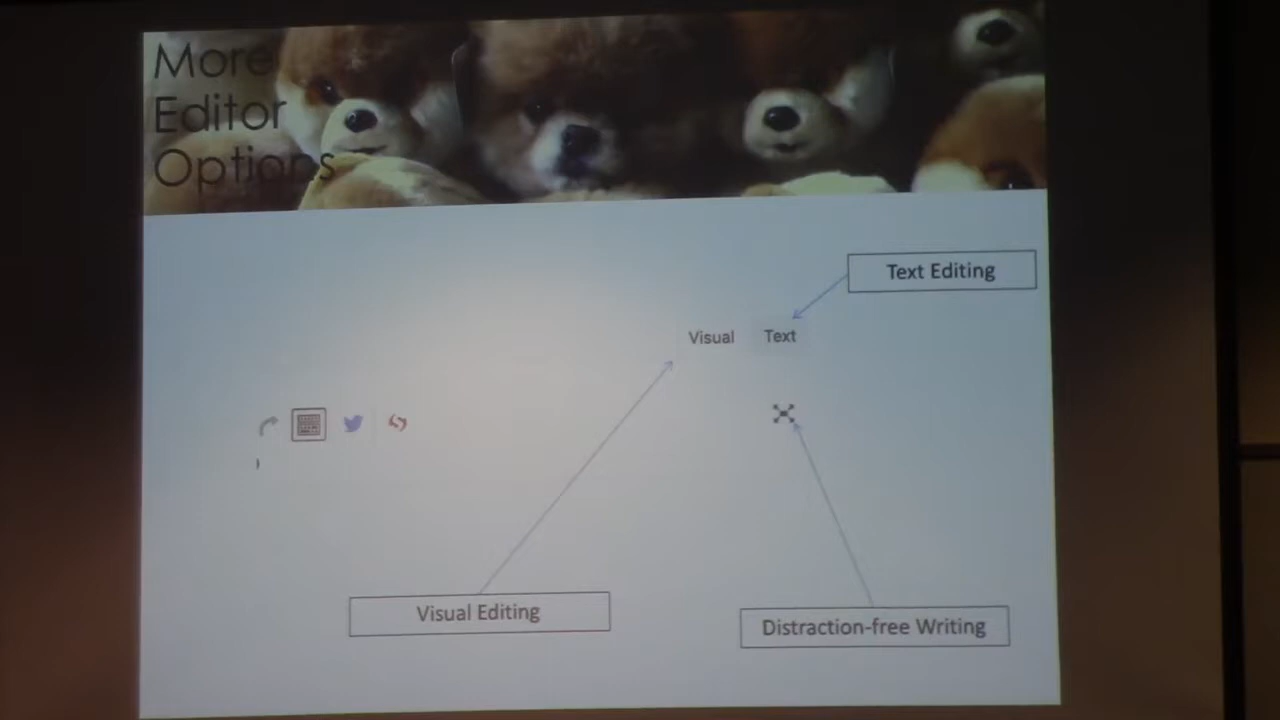 More
Editor
Options
Text Editing
Visual Text
Visual Editing
Distraction-free Writing